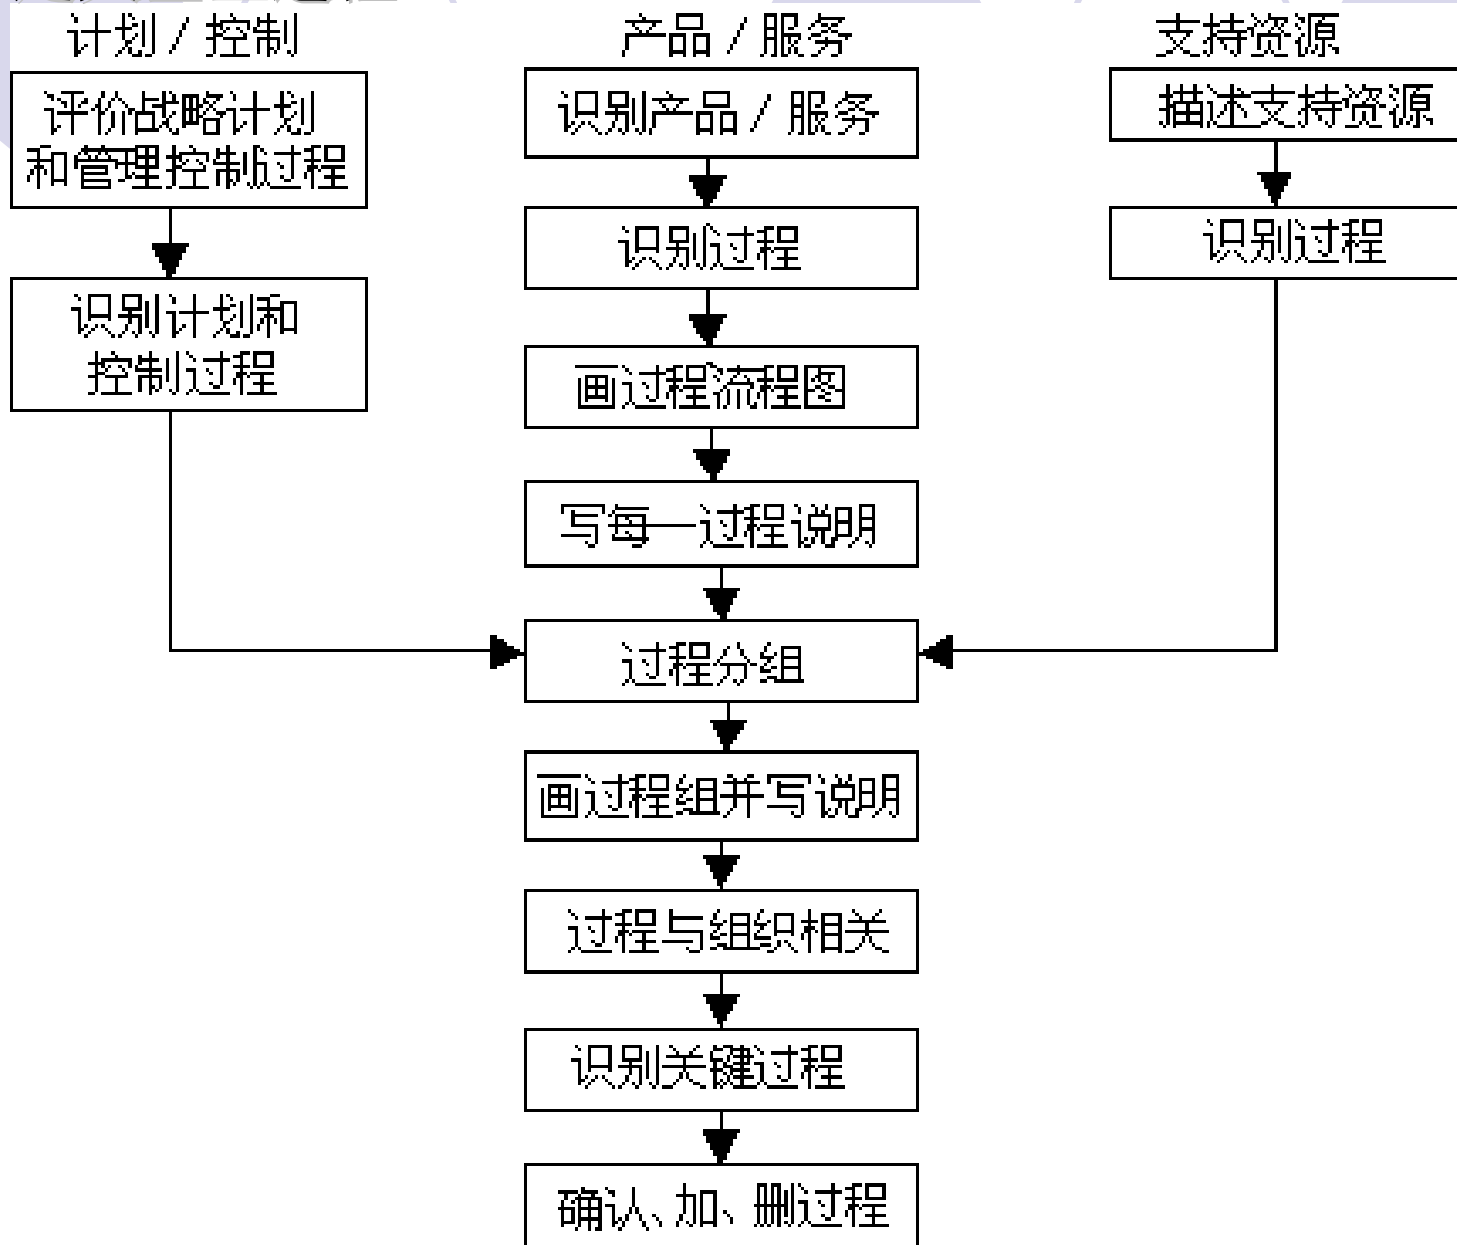 计划 / 控制
产品 / 服务
支持资源
评价战略计划
和管理控制过程
识别产品 / 服务
描述支持资源
识别过程
识别过程
识别计划和
控制过程
画过程流程图
写每一过程说明
过程分组
画过程组并写说明
过程与组织相关
识别关键过程
确认、加、删过程